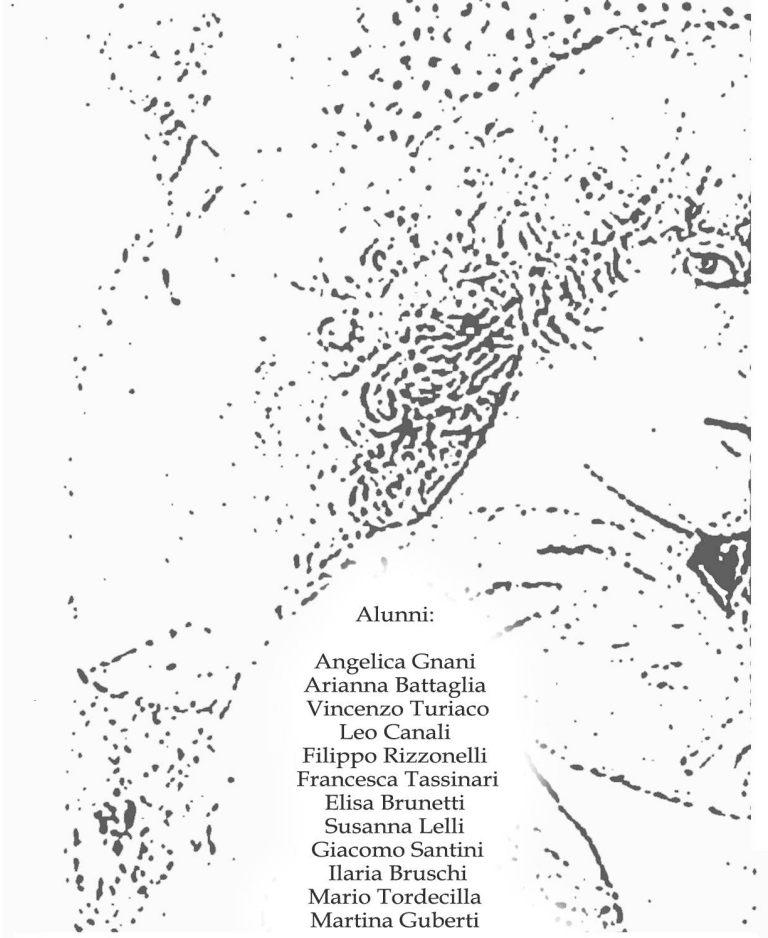 Alunni:
Angelica Gnani
Arianna Battaglia
Vincenzo Turiaco
Leo Canali
Filippo Rizzonelli
Francesca Tassinari
Elisa Brunetti
Susanna Lelli
Giacomo Santini
Ilaria Bruschi
Mario Tordecilla
Martina Guberti